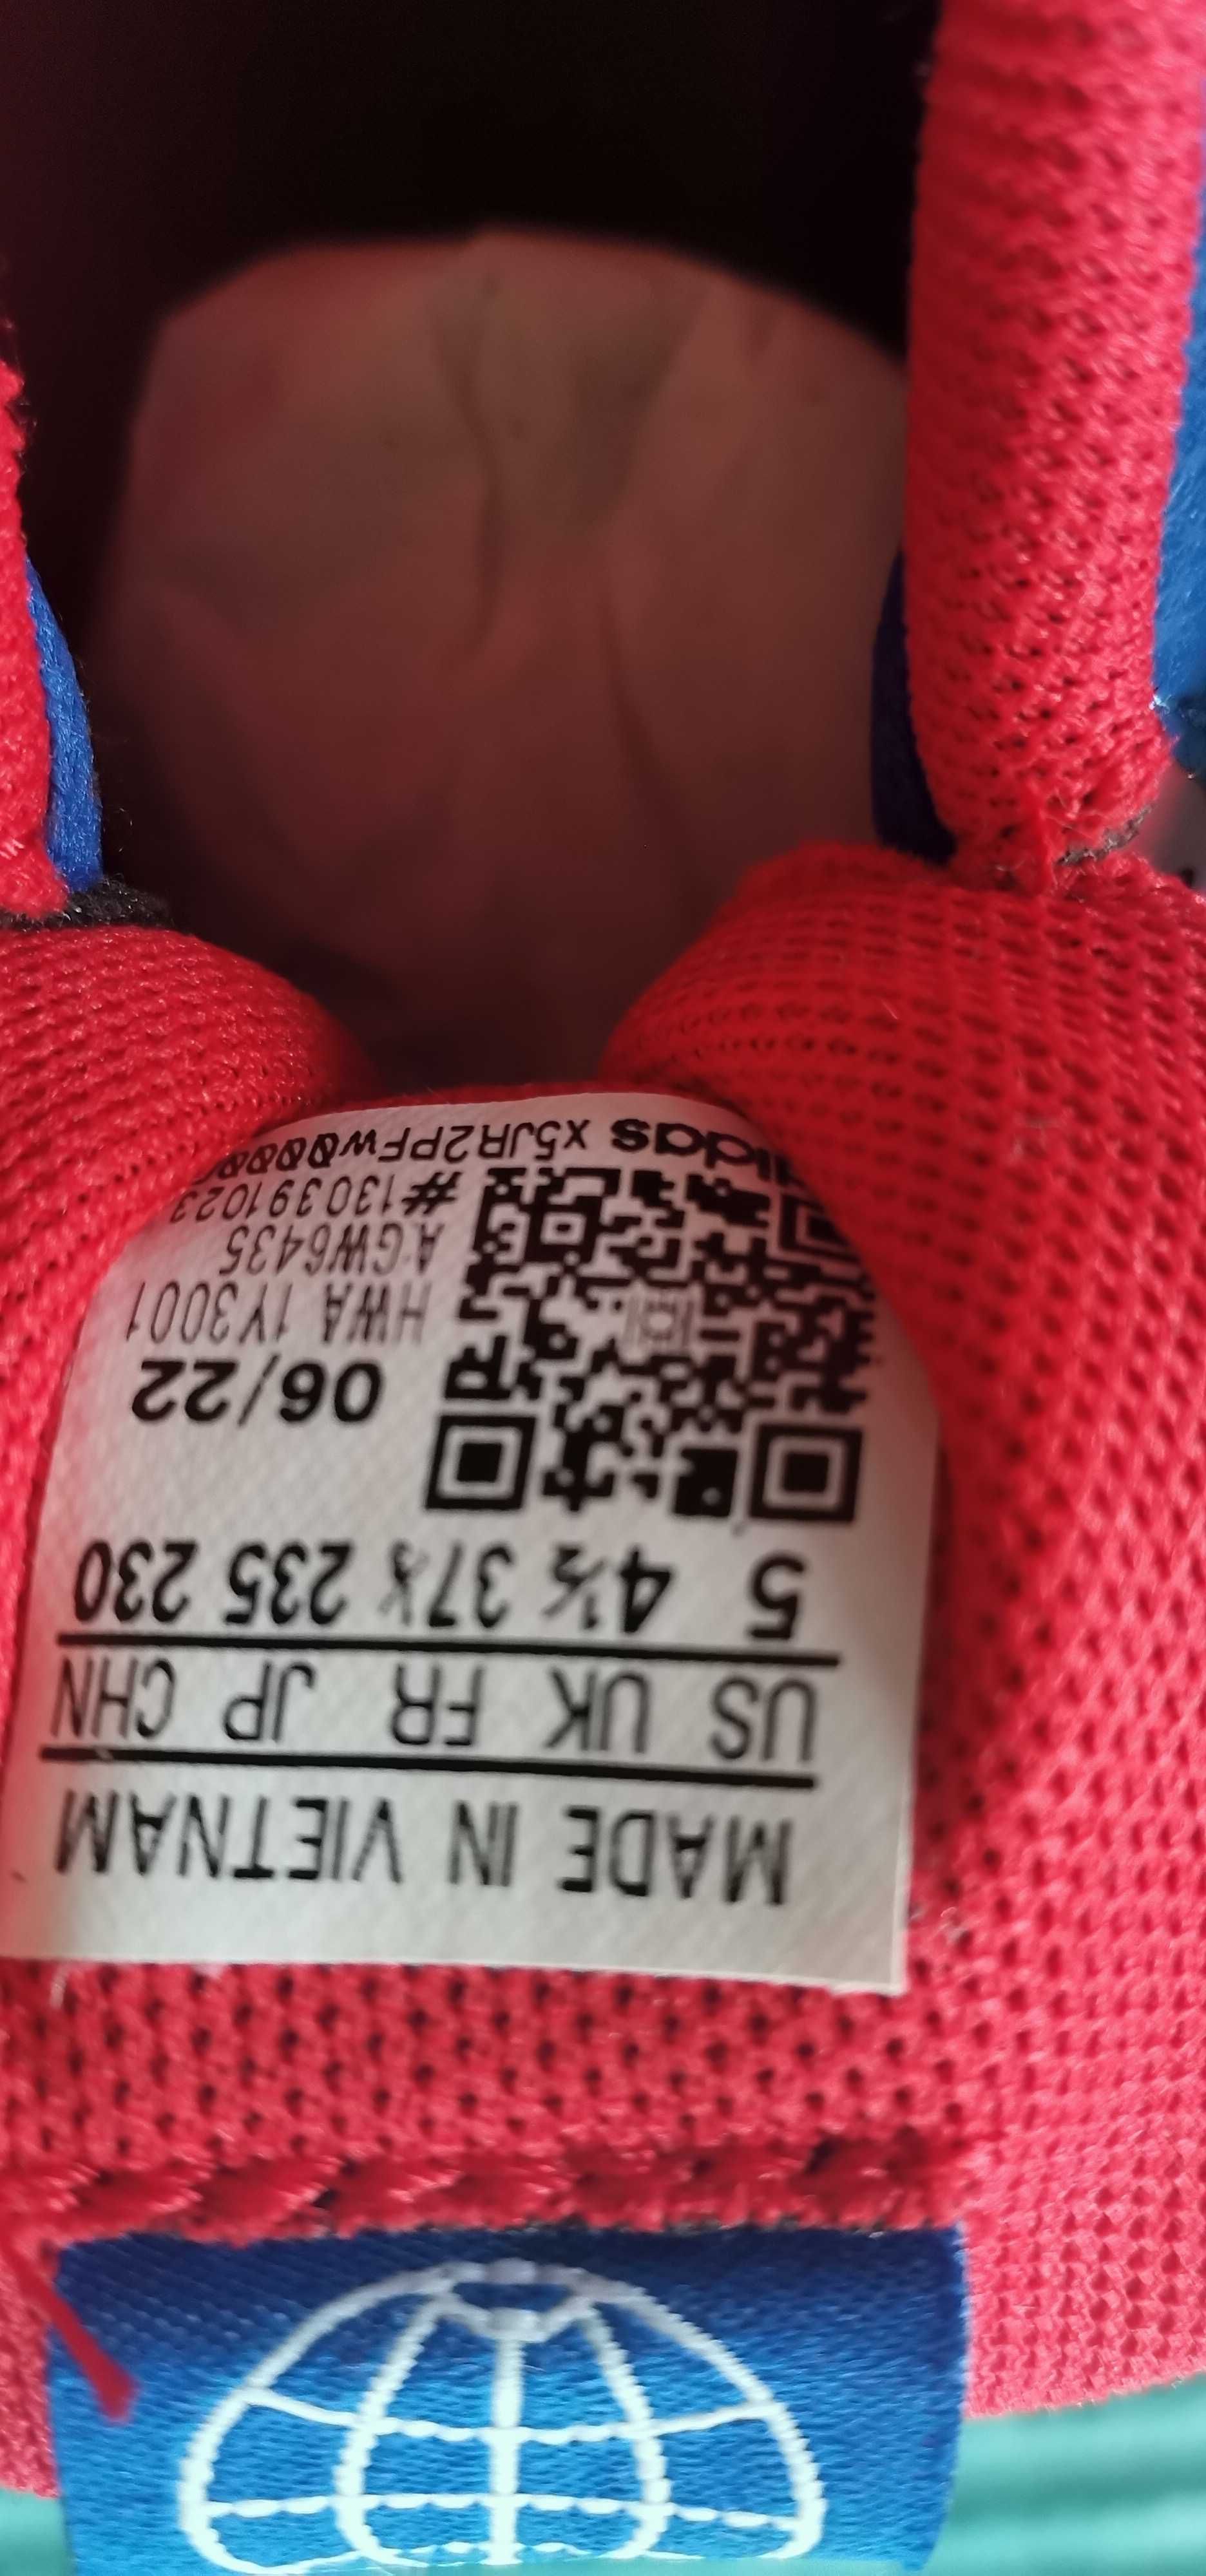 MADE IN VIETNAM
US UK FR JP CHN
5 4½ 37⅓ 235 230
06/22
HWA 1Y3001
A:GW6435
#130391023
adidas